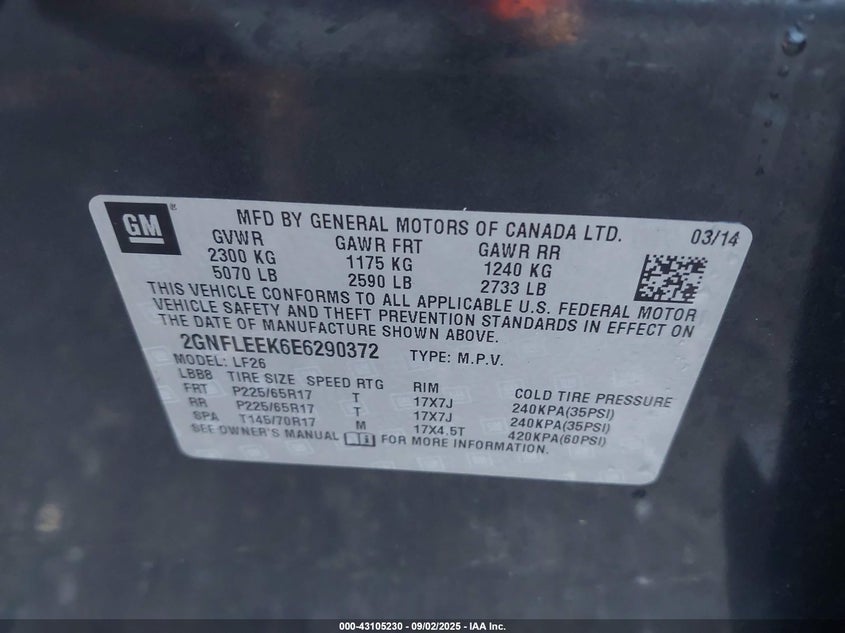 GM ®
MFD BY GENERAL MOTORS OF CANADA LTD. 03/14
GVWR GAWR FRT GAWR RR
2300 KG 1175 KG 1240 KG
5070 LB 2590 LB 2733 LB
THIS VEHICLE CONFORMS TO ALL APPLICABLE U.S. FEDERAL MOTOR
VEHICLE SAFETY AND THEFT PREVENTION STANDARDS IN EFFECT ON
THE DATE OF MANUFACTURE SHOWN ABOVE.
2GNFLEEK6E6290372 TYPE: M.P.V.
MODEL: LF26
LBB8 TIRE SIZE SPEED RTG RIM COLD TIRE PRESSURE
FRT P225/65R17 T 17X7J 240KPA(35PSI)
RR P225/65R17 T 17X7J 240KPA(35PSI)
SPA T145/70R17 M 17X4.5T 420KPA(60PSI)
SEE OWNER'S MANUAL FOR MORE INFORMATION.
000-43105230 - 09/02/2025 - IAA Inc.